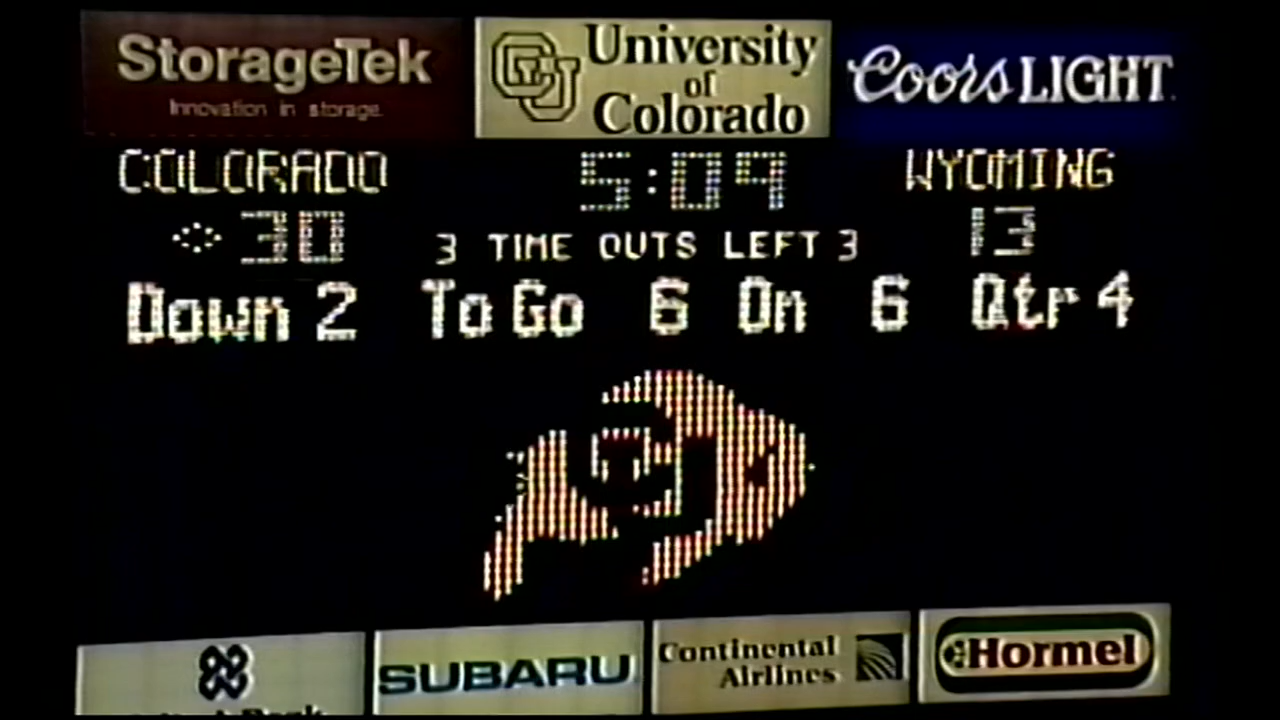 StorageTek
Innovation in storage.
CU
University
of
Colorado
Coors LIGHT
COLORADO
5:09
WYOMING
30
13
3 TIME OUTS LEFT 3
Down 2 To Go 6 On 6 Qtr 4
SUBARU
Continental
Airlines
Hormel